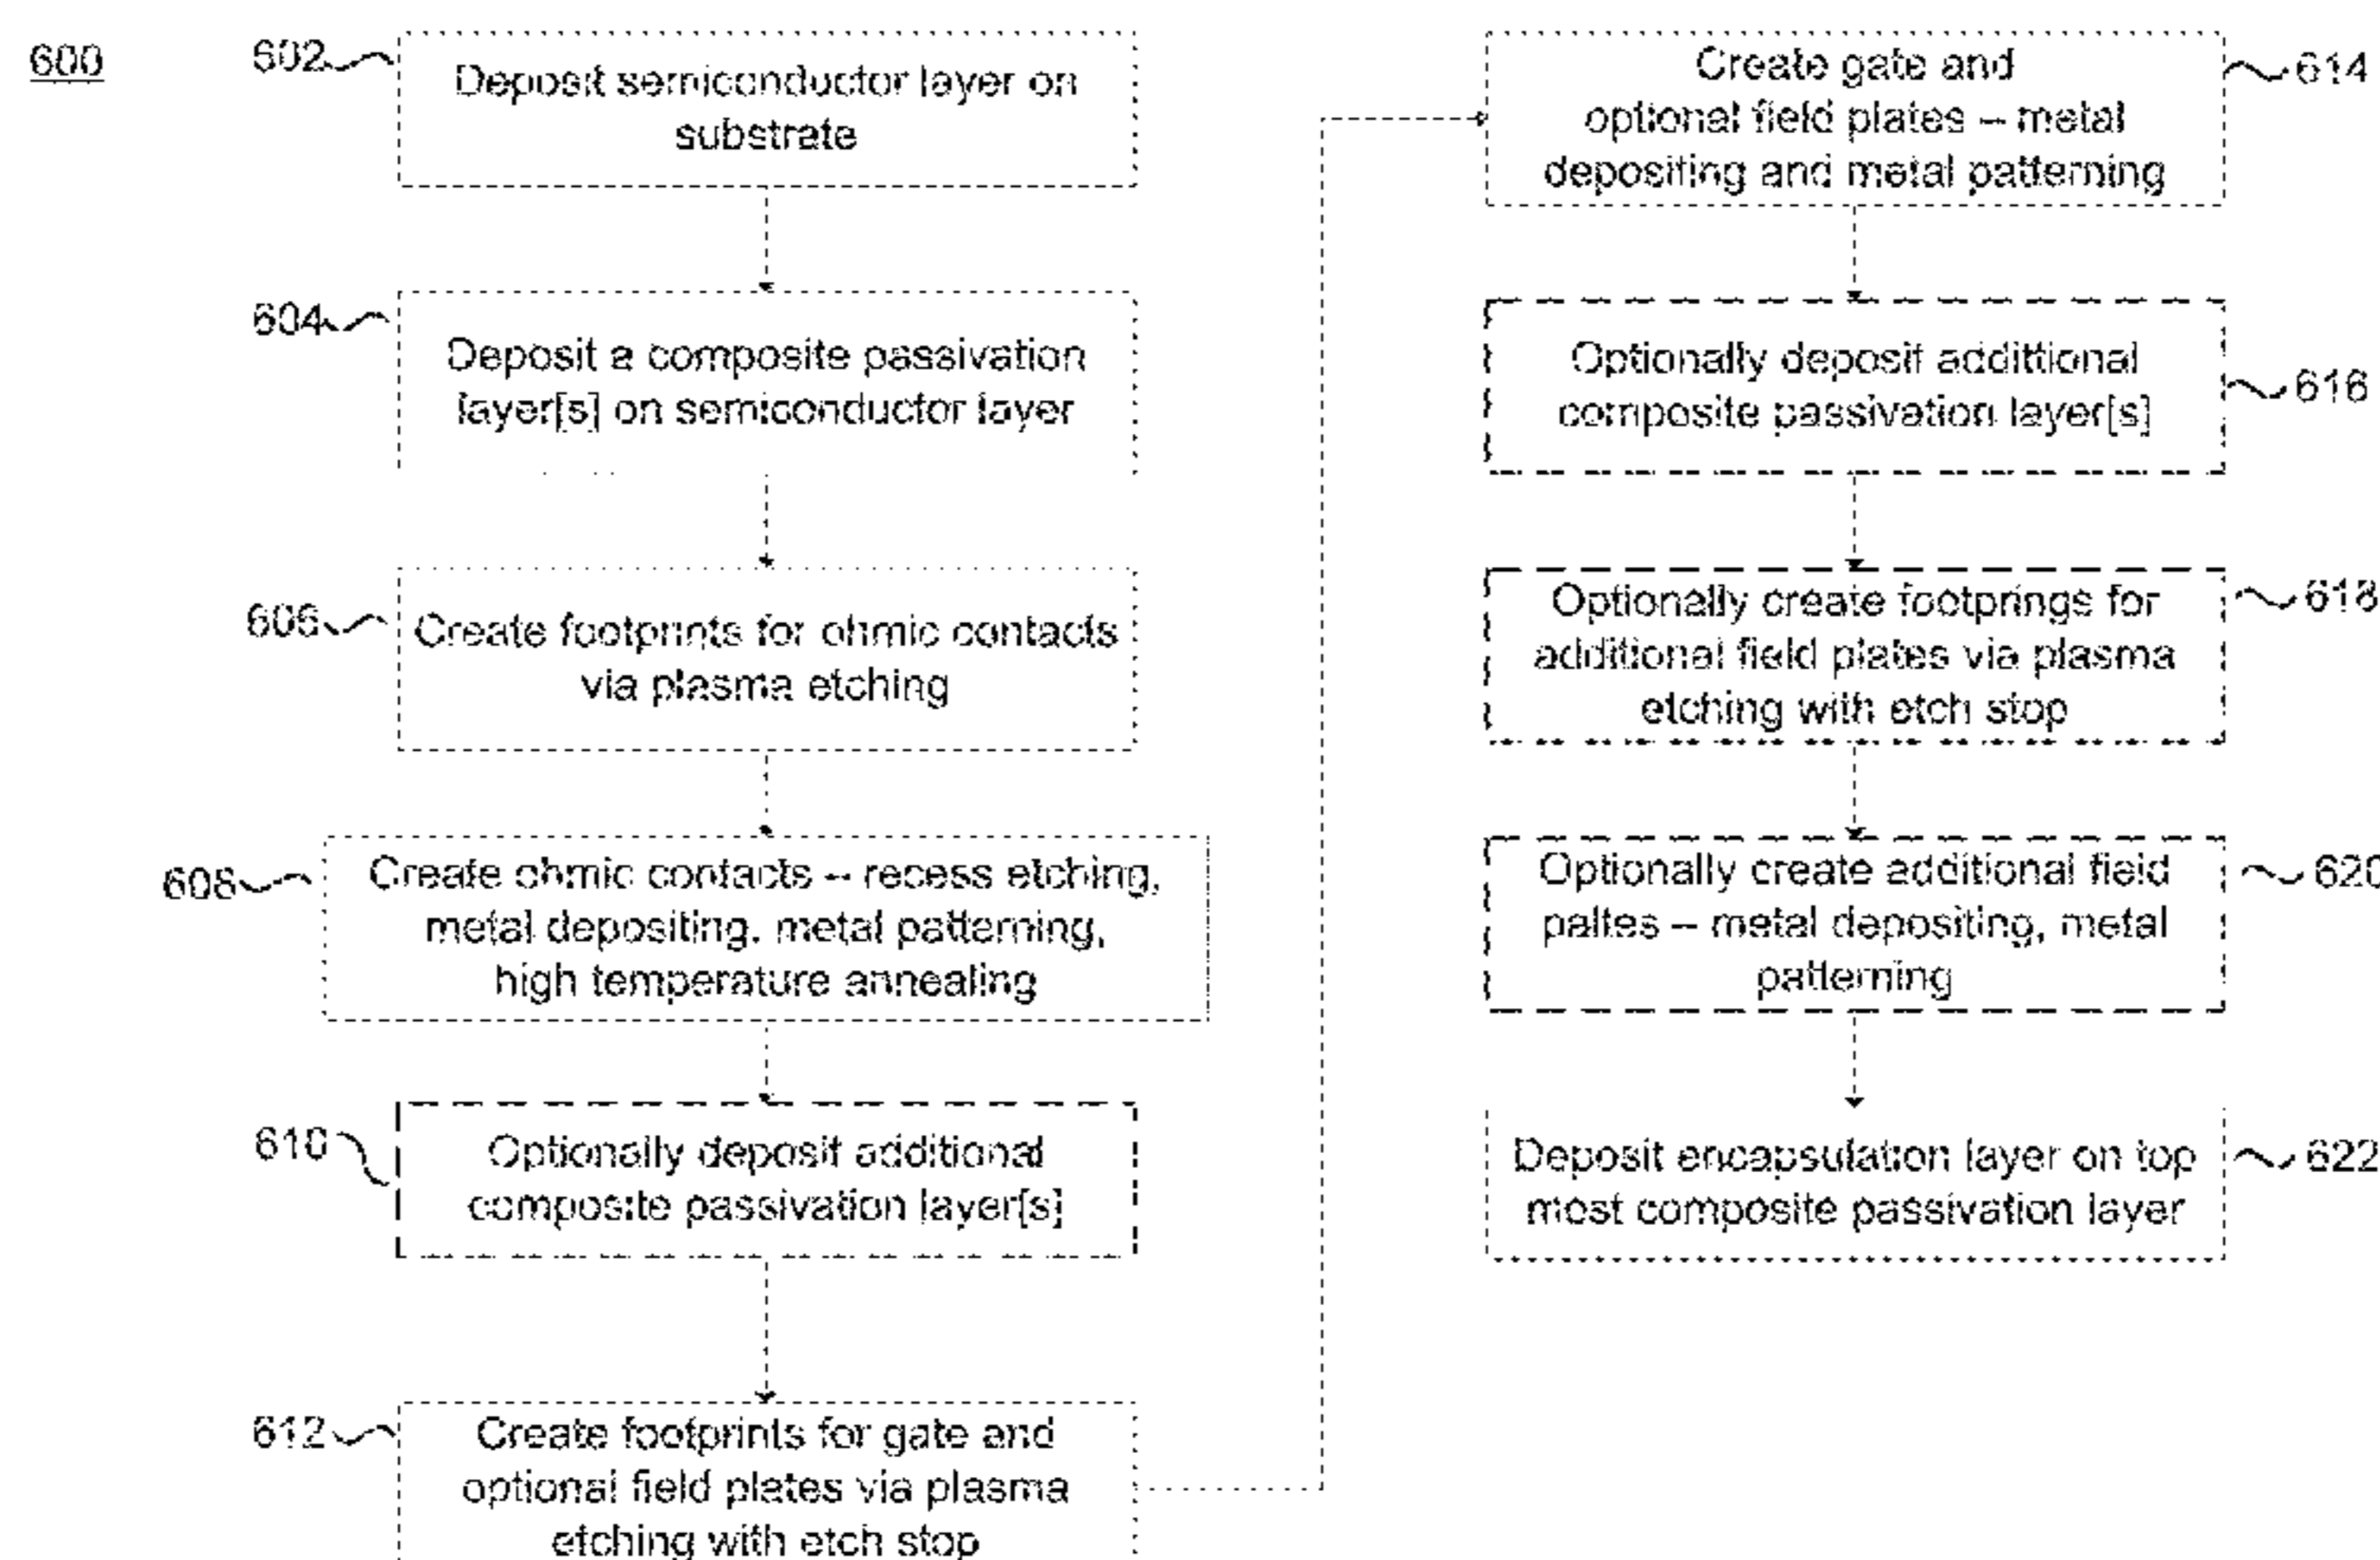 600
602
Deposit semiconductor layer on
substrate
604
Deposit a composite passivation
layer[s] on semiconductor layer
606
Create footprints for ohmic contacts
via plasma etching
608
Create ohmic contacts – recess etching,
metal depositing, metal patterning,
high temperature annealing
610
Optionally deposit additional
composite passivation layer[s]
612
Create footprints for gate and
optional field plates via plasma
etching with etch stop
Create gate and
optional field plates – metal
depositing and metal patterning
614
Optionally deposit addittional
composite passivation layer[s]
616
Optionally create footprings for
additional field plates via plasma
etching with etch stop
618
Optionally create additional field
paltes – metal depositing, metal
patterning
620
Deposit encapsulation layer on top
most composite passivation layer
622